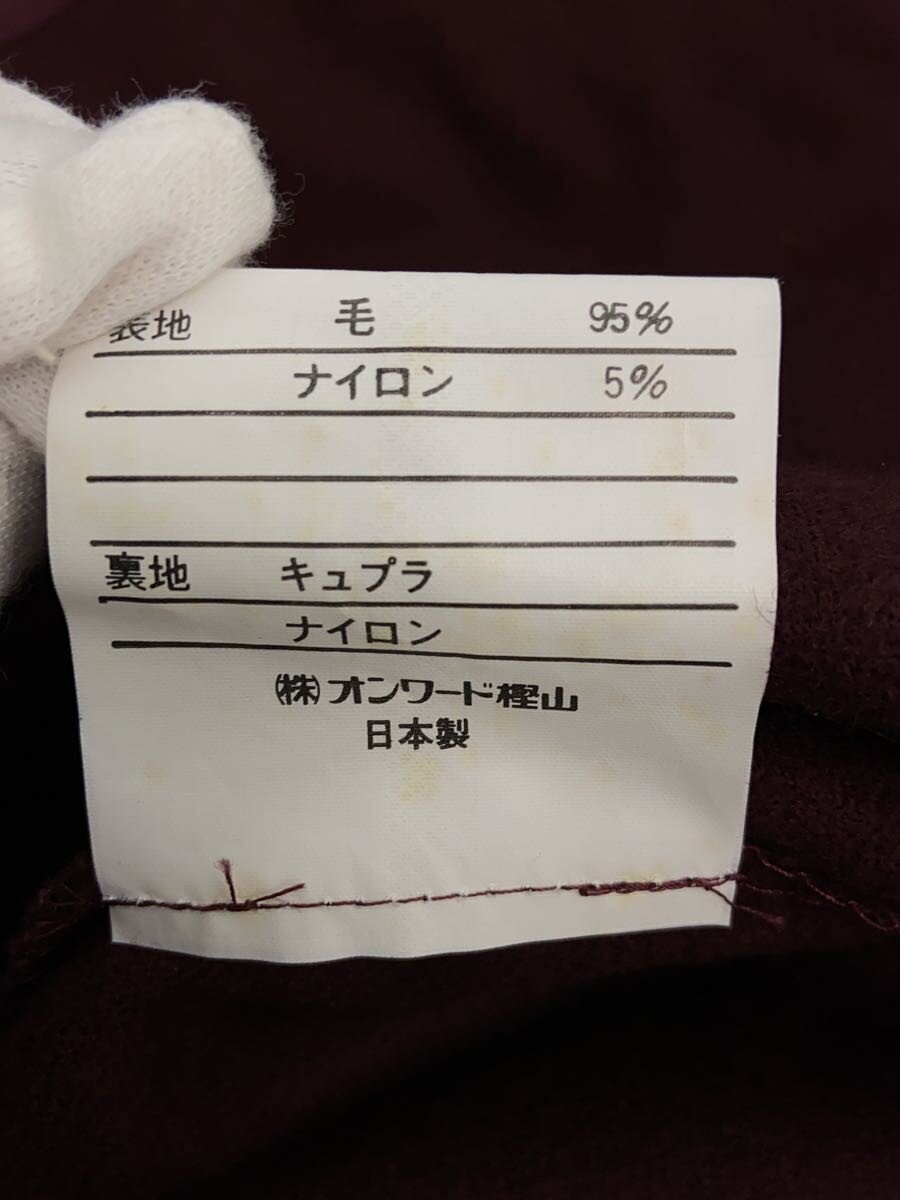 表地 毛 95%
ナイロン 5%
裏地 キュプラ
ナイロン
㈱オンワード樫山
日本製